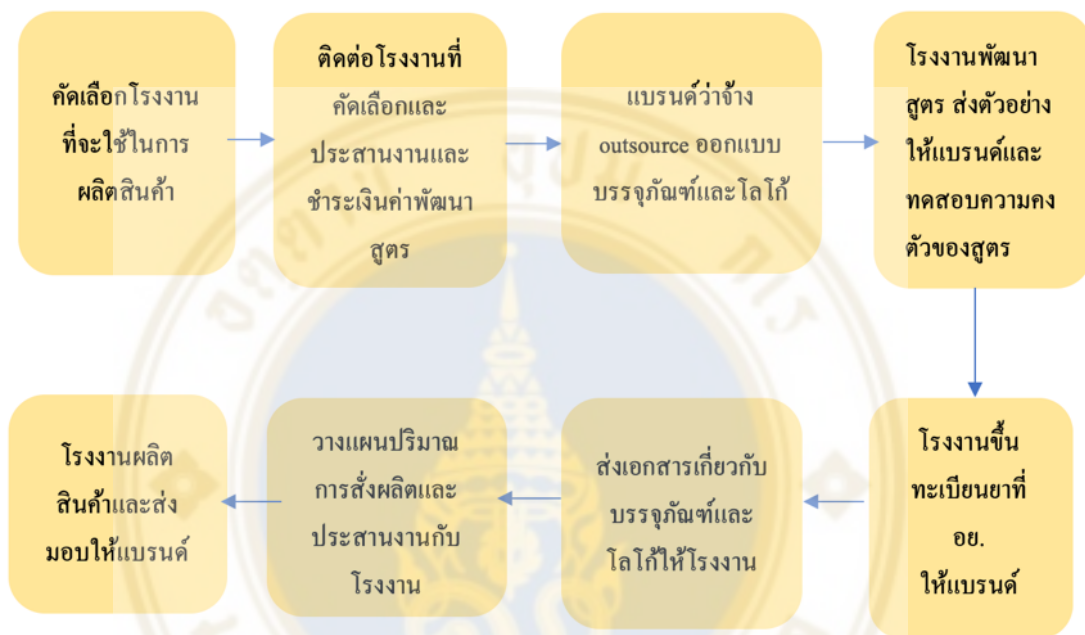 คัดเลือกโรงงาน
ที่จะใช้ในการ
ผลิตสินค้า
ติดต่อโรงงานที่
คัดเลือกและ
ประสานงานและ
ชำระเงินค่าพัฒนา
สูตร
แบรนด์ว่าจ้าง
outsource ออกแบบ
บรรจุภัณฑ์และโลโก้
โรงงานพัฒนา
สูตร ส่งตัวอย่าง
ให้แบรนด์และ
ทดสอบความคง
ตัวของสูตร
โรงงานขึ้น
ทะเบียนยาที่
อย.
ให้แบรนด์
ส่งเอกสารเกี่ยวกับ
บรรจุภัณฑ์และ
โลโก้ให้โรงงาน
วางแผนปริมาณ
การสั่งผลิตและ
ประสานงานกับ
โรงงาน
โรงงานผลิต
สินค้าและส่ง
มอบให้แบรนด์